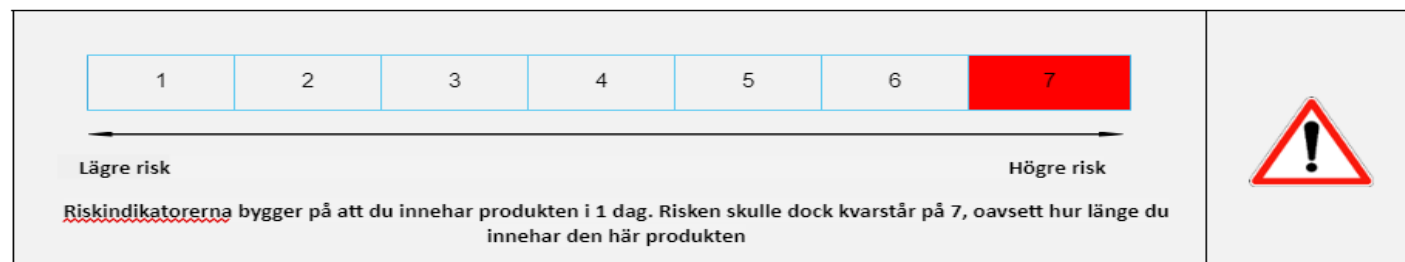 1 2 3 4 5 6 7
Lägre risk Högre risk
Riskindikatorerna bygger på att du innehar produkten i 1 dag. Risken skulle dock kvarstår på 7, oavsett hur länge du
innehar den här produkten